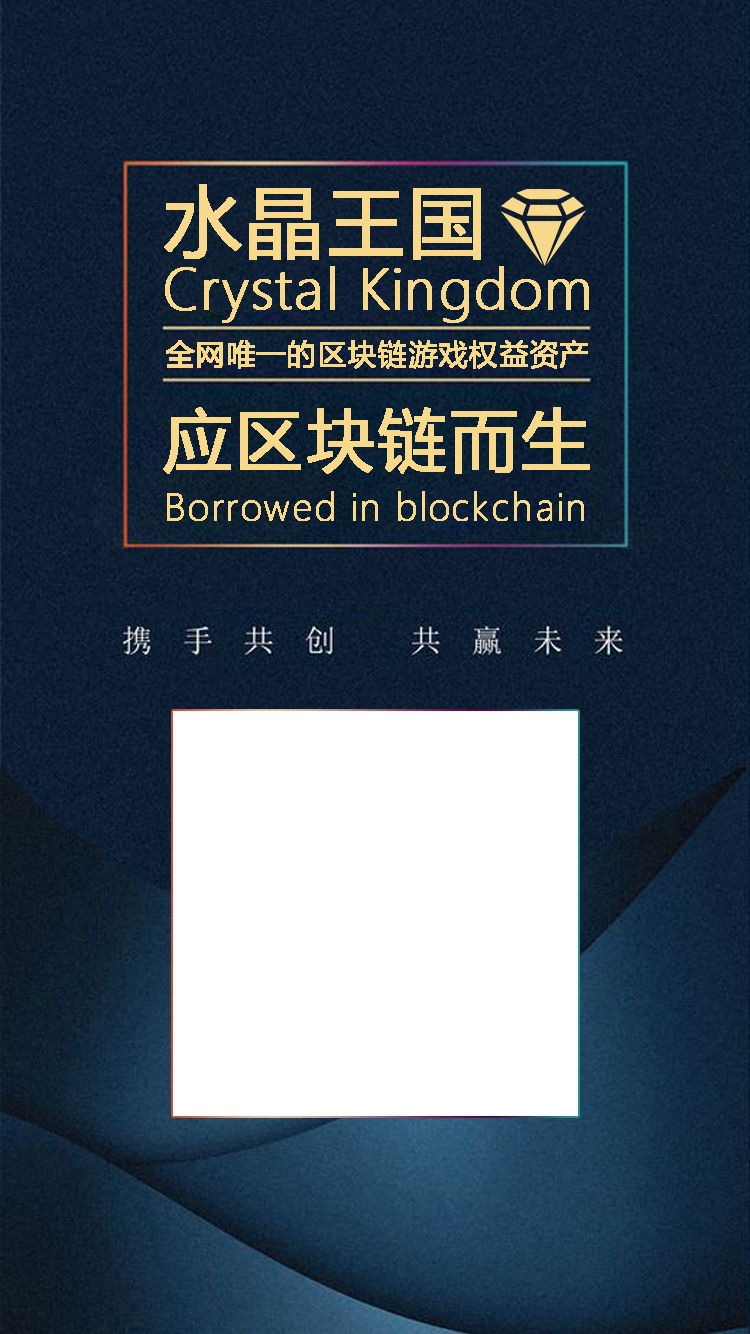 水晶王国
Crystal Kingdom
全网唯一的区块链游戏权益资产
应区块链而生
Borrowed in blockchain
携手共创 共赢未来